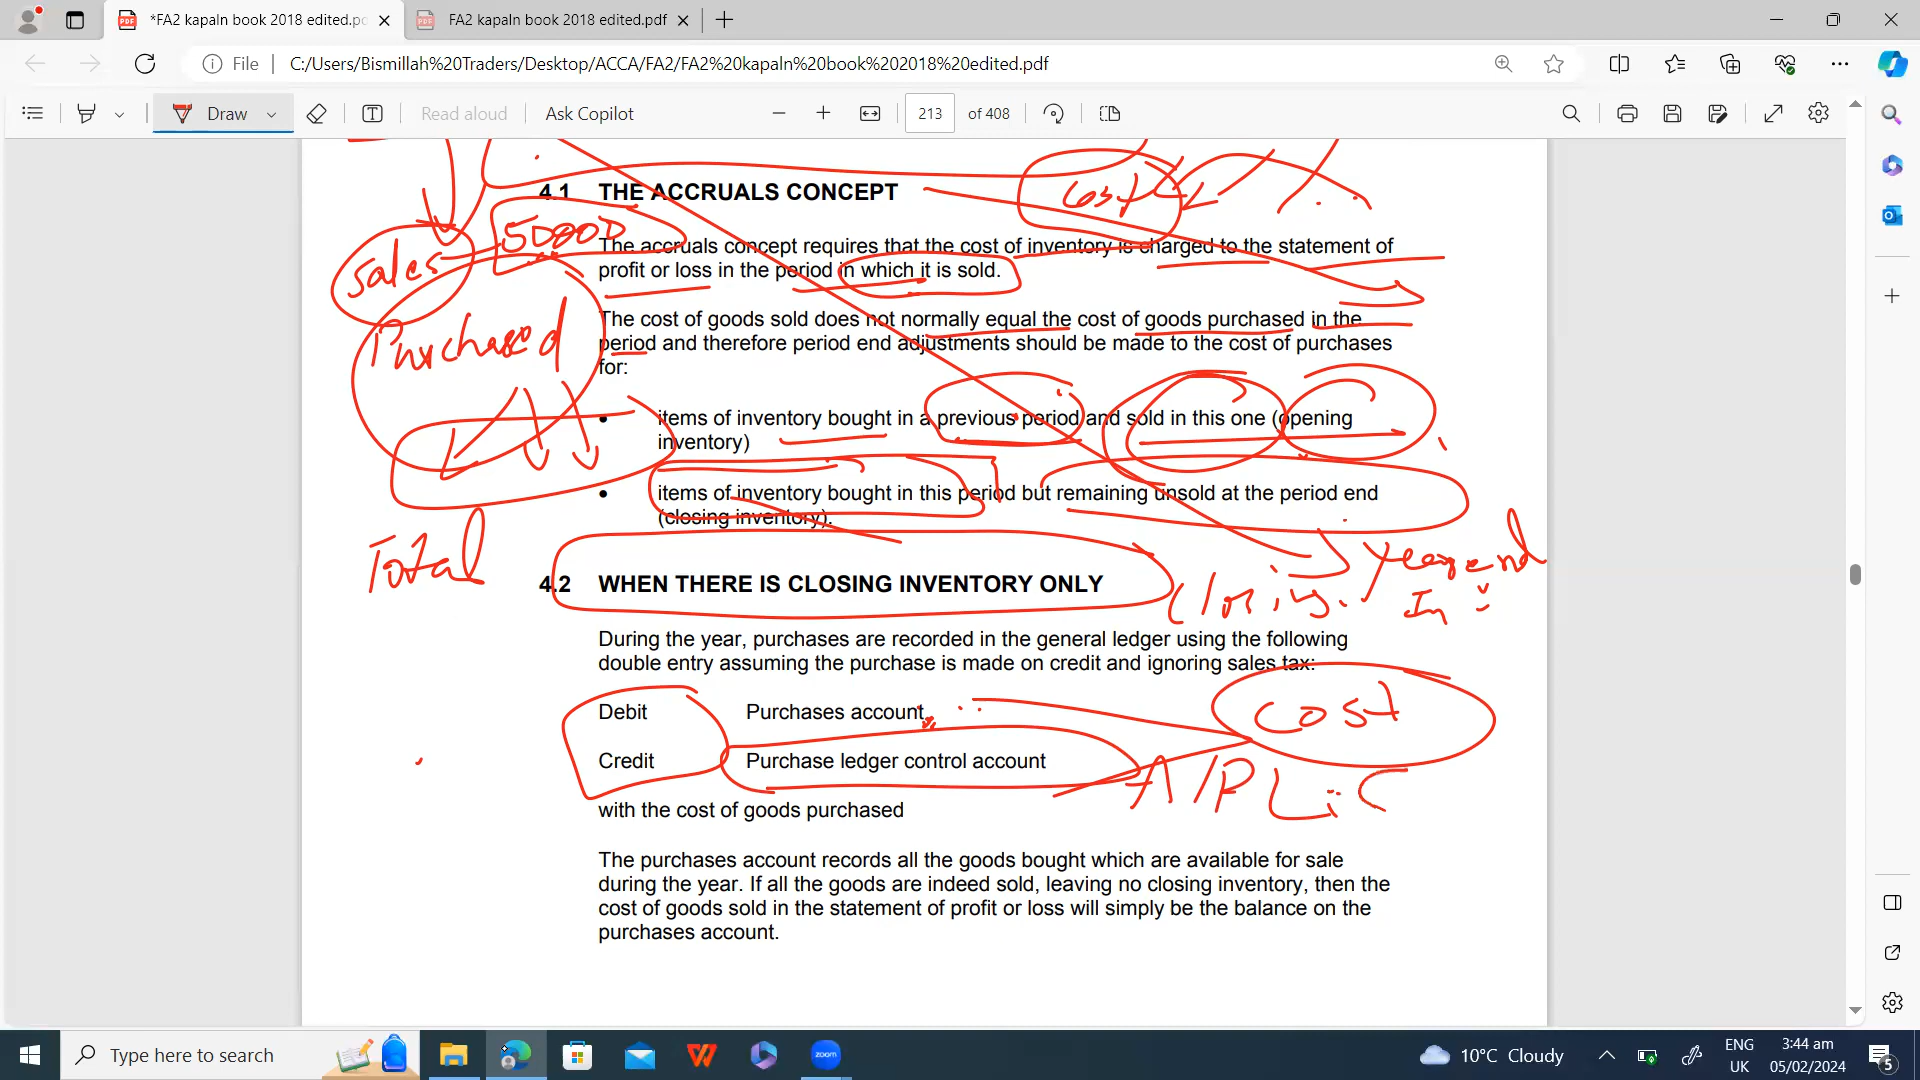 *FA2 kapaln book 2018 edited.pd
FA2 kapaln book 2018 edited.pdf
File
C:/Users/Bismillah%20Traders/Desktop/ACCA/FA2/FA2%20kapaln%20book%202018%20edited.pdf
Draw
Read aloud
Ask Copilot
213 of 408
4.1 THE ACCRUALS CONCEPT
Cost
Sales
50000
The accruals concept requires that the cost of inventory is charged to the statement of
profit or loss in the period in which it is sold.
Purchased
The cost of goods sold does not normally equal the cost of goods purchased in the
period and therefore period end adjustments should be made to the cost of purchases
for:
• items of inventory bought in a previous period and sold in this one (opening
inventory)
• items of inventory bought in this period but remaining unsold at the period end
(closing inventory).
Total
Year end
In
4.2 WHEN THERE IS CLOSING INVENTORY ONLY
During the year, purchases are recorded in the general ledger using the following
double entry assuming the purchase is made on credit and ignoring sales tax:
Debit Purchases account
Cost
Credit Purchase ledger control account
A/P
with the cost of goods purchased
The purchases account records all the goods bought which are available for sale
during the year. If all the goods are indeed sold, leaving no closing inventory, then the
cost of goods sold in the statement of profit or loss will simply be the balance on the
purchases account.
Type here to search
zoom
10°C Cloudy
ENG
UK
3:44 am
05/02/2024
5